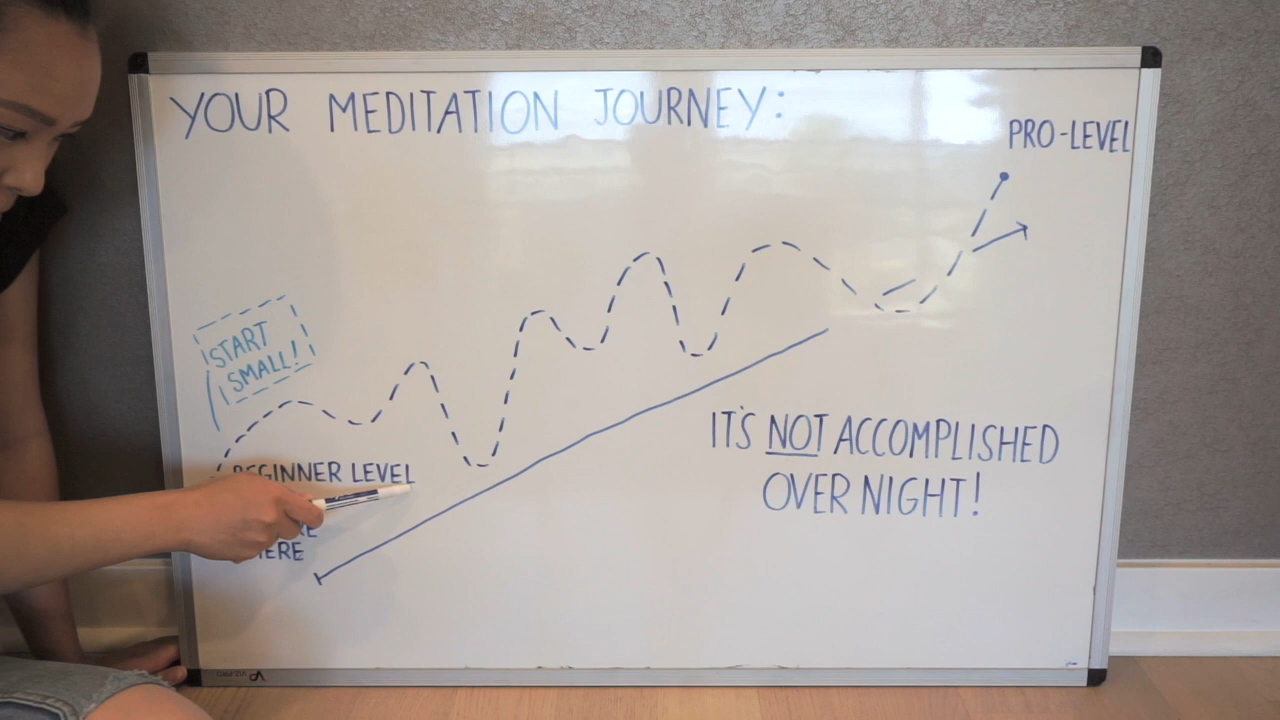 YOUR MEDITATION JOURNEY:
PRO-LEVEL
START
SMALL!
BEGINNER LEVEL
IT'S NOT ACCOMPLISHED
OVER NIGHT!